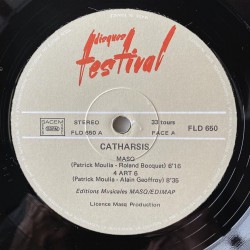 disques
festival
SACEM
STEREO
33 tours
FLD 650 A
FACE A
FLD 650
CATHARSIS
MASQ
(Patrick Moulia - Roland Bocquet) 8'16
4 ART 6
(Patrick Moulia - Alain Geoffroy) 8'35
Editions Musicales MASQ/EDIMAP
Licence Masq Production